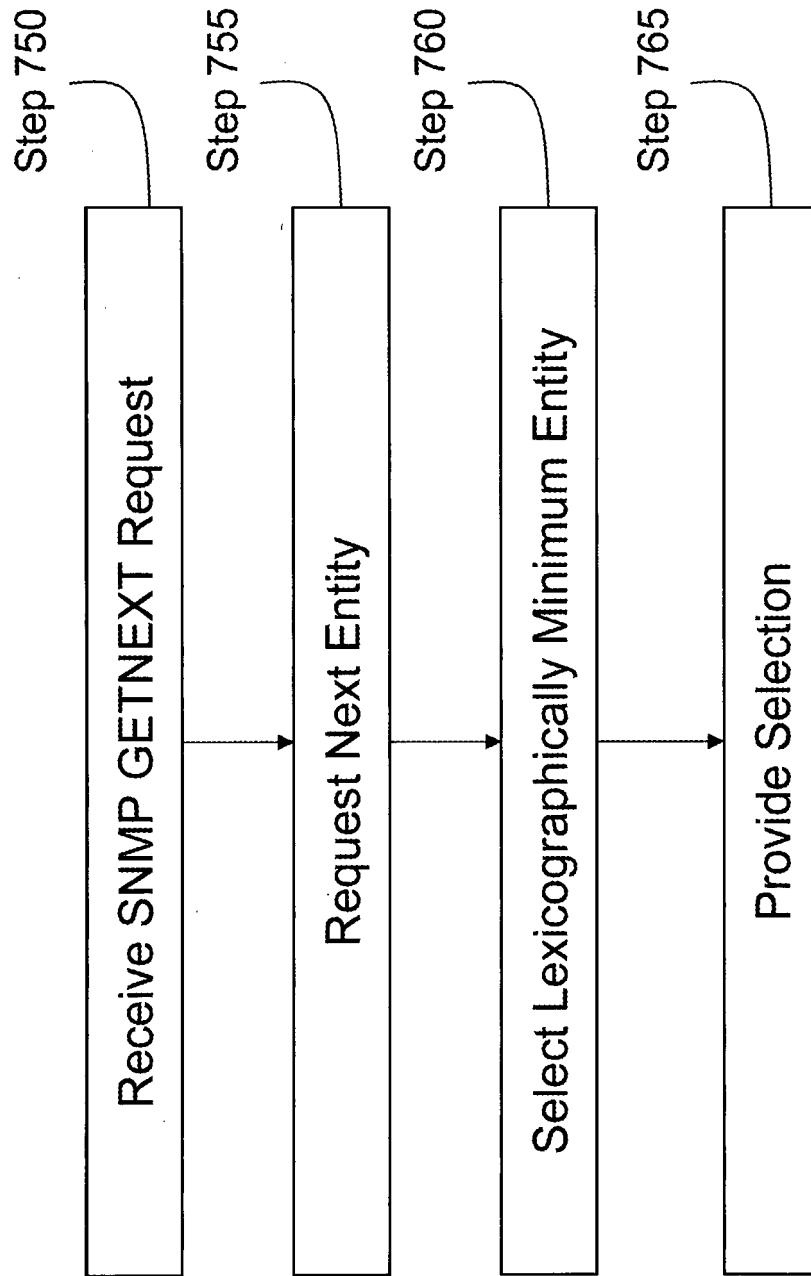 Step 750
Receive SNMP GETNEXT Request
Step 755
Request Next Entity
Step 760
Select Lexicographically Minimum Entity
Step 765
Provide Selection